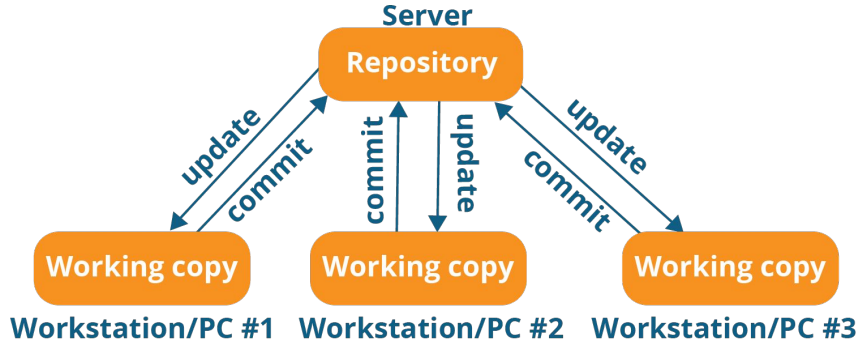 Server
Repository
update
commit
commit
update
update
commit
Working copy
Working copy
Working copy
Workstation/PC #1
Workstation/PC #2
Workstation/PC #3